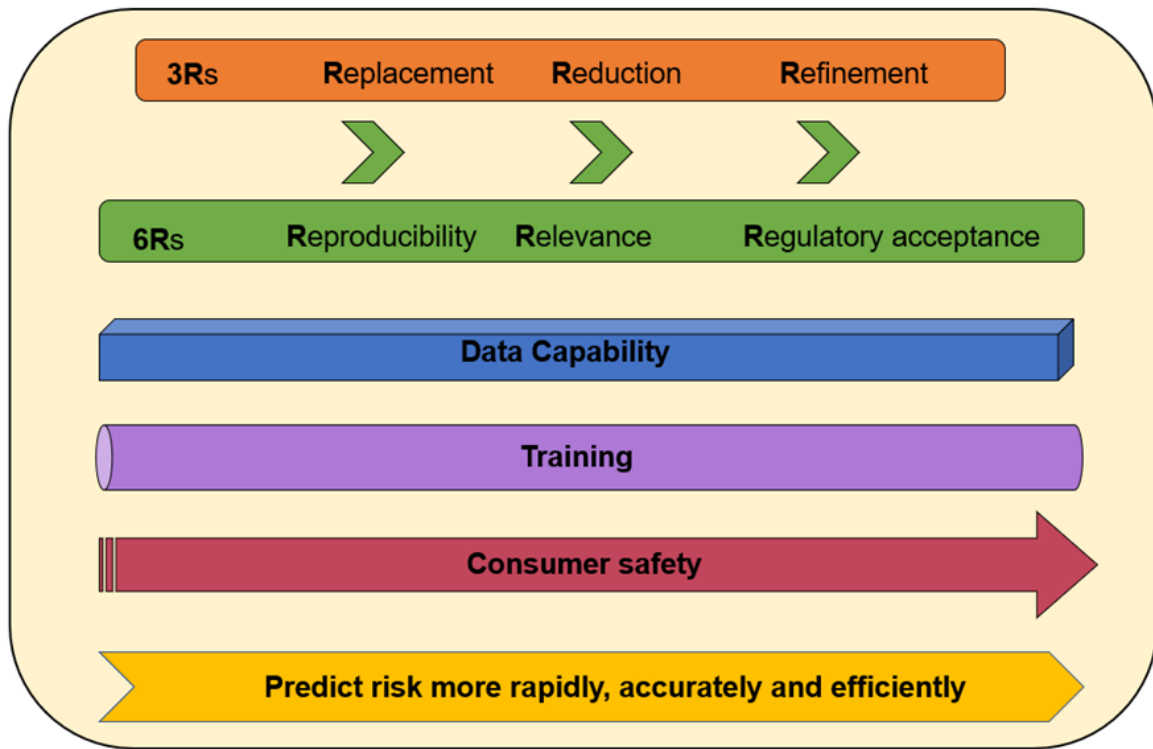 3Rs Replacement Reduction Refinement
6Rs Reproducibility Relevance Regulatory acceptance
Data Capability
Training
Consumer safety
Predict risk more rapidly, accurately and efficiently